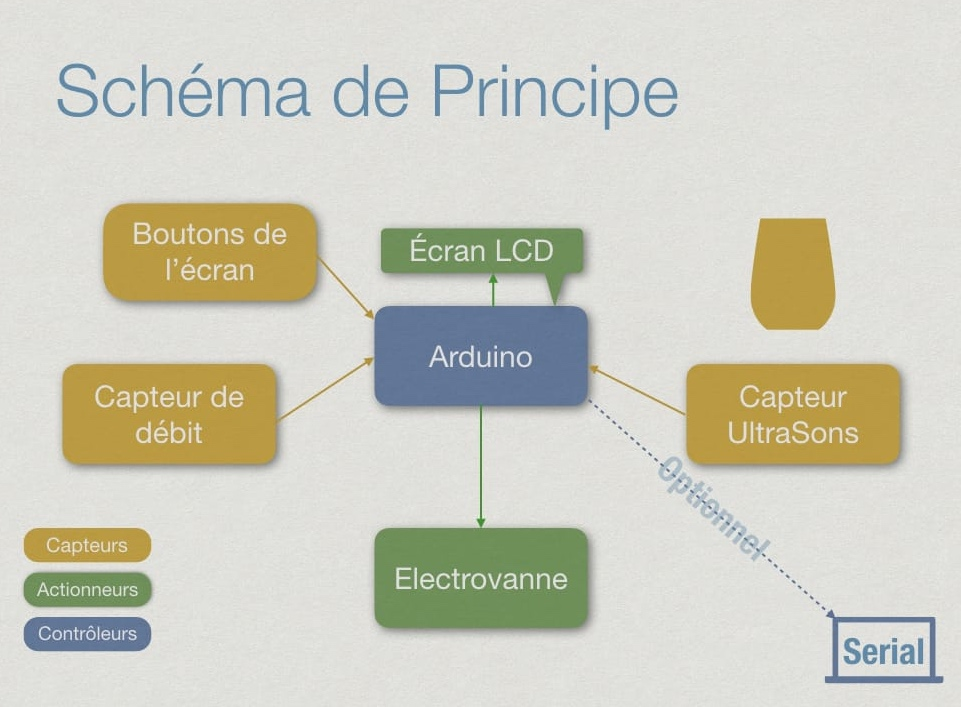 Schéma de Principe
Boutons de
l'écran
Écran LCD
Arduino
Capteur de
débit
Capteur
UltraSons
Optionnel
Capteurs
Actionneurs
Contrôleurs
Electrovanne
Serial